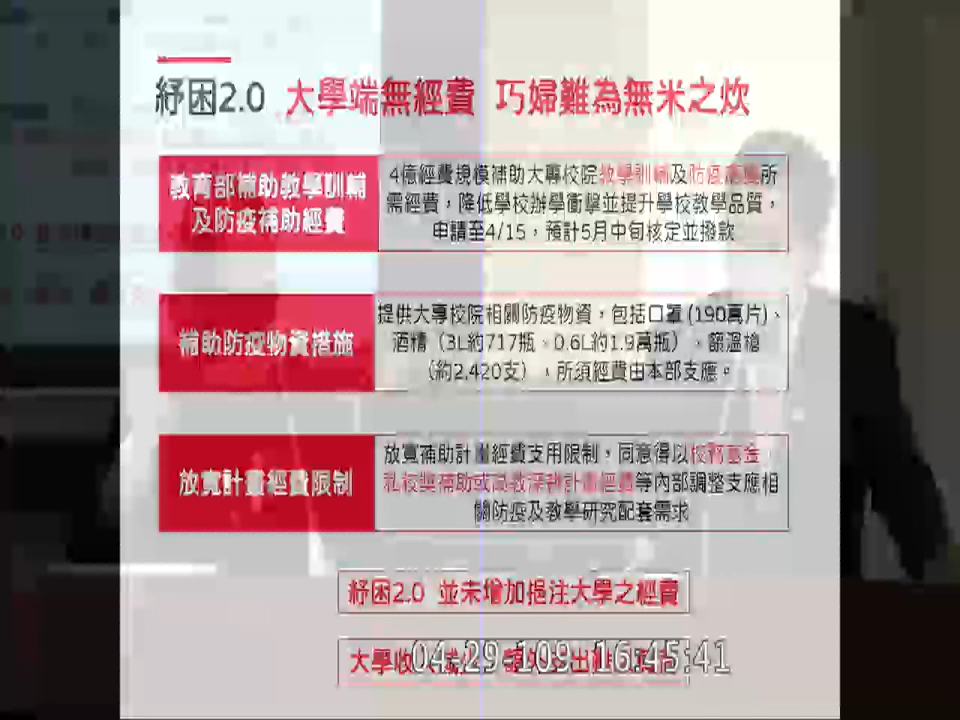 紓困2.0 大學端無經費 巧婦難為無米之炊
教育部補助教學訓輔
及防疫補助經費
4億經費規模補助大專校院教學訓輔及防疫應變所
需經費，降低學校辦學衝擊並提升學校教學品質，
申請至4/15，預計5月中旬核定並撥款
補助防疫物資措施
提供大專校院相關防疫物資，包括口罩(190萬片)、
酒精（3L約717瓶、0.6L約1.9萬瓶）、額溫槍
（約2,420支），所須經費由本部支應。
放寬計畫經費限制
放寬補助計畫經費支用限制，同意得以校務基金、
私校獎補助或高教深耕計畫經費等內部調整支應相
關防疫及教學研究配套需求
紓困2.0 並未增加挹注大學之經費
大學收入
04.29.109 16:45:41